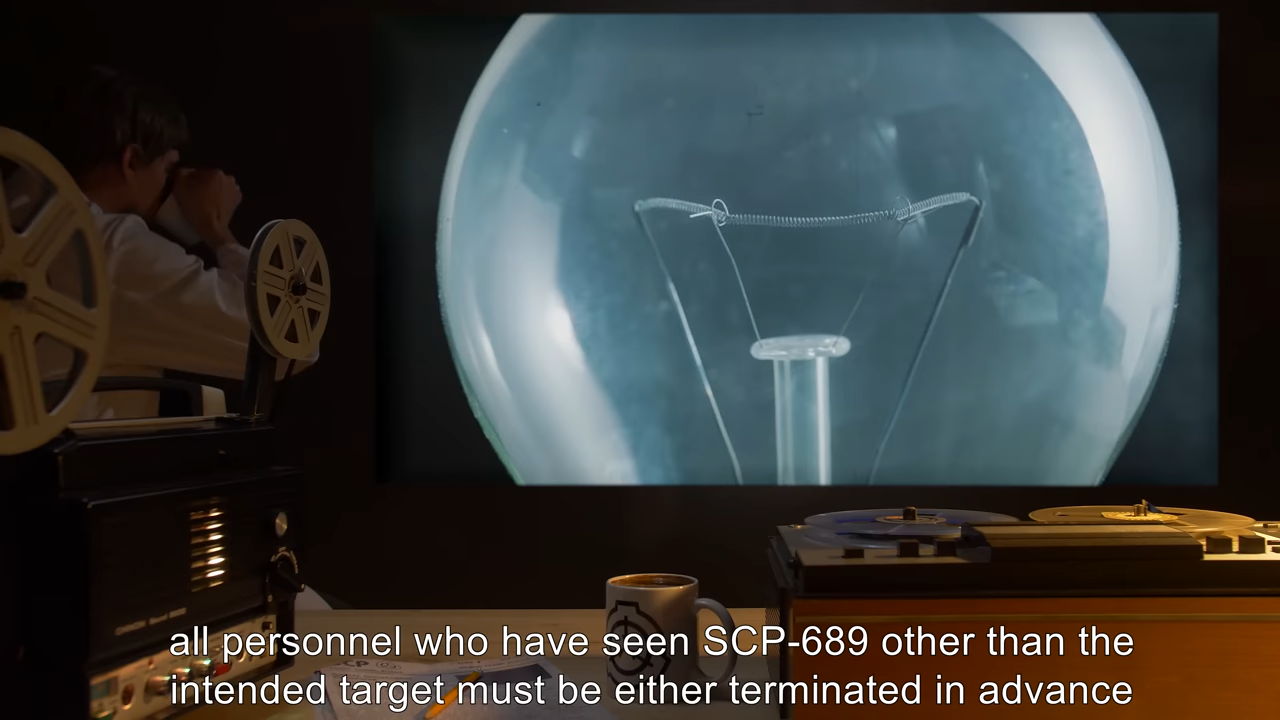 all personnel who have seen SCP-689 other than the
intended target must be either terminated in advance